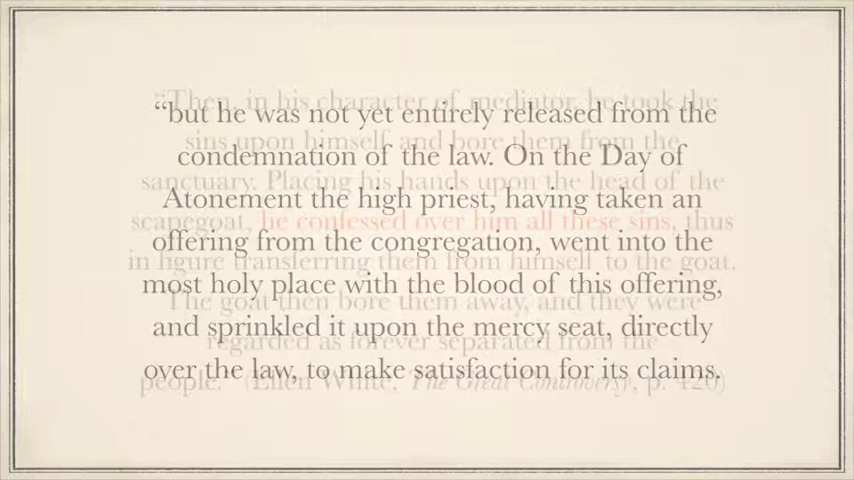 “but he was not yet entirely released from the
condemnation of the law. On the Day of
Atonement the high priest, having taken an
offering from the congregation, went into the
most holy place with the blood of this offering,
and sprinkled it upon the mercy seat, directly
over the law, to make satisfaction for its claims.
“Then, in his character of mediator, he took the
sins upon himself and bore them from the
sanctuary. Placing his hands upon the head of the
scapegoat, he confessed over him all these sins, thus
in figure transferring them from himself to the goat.
The goat then bore them away, and they were
regarded as forever separated from the
people.” (Ellen White, The Great Controversy, p. 420)